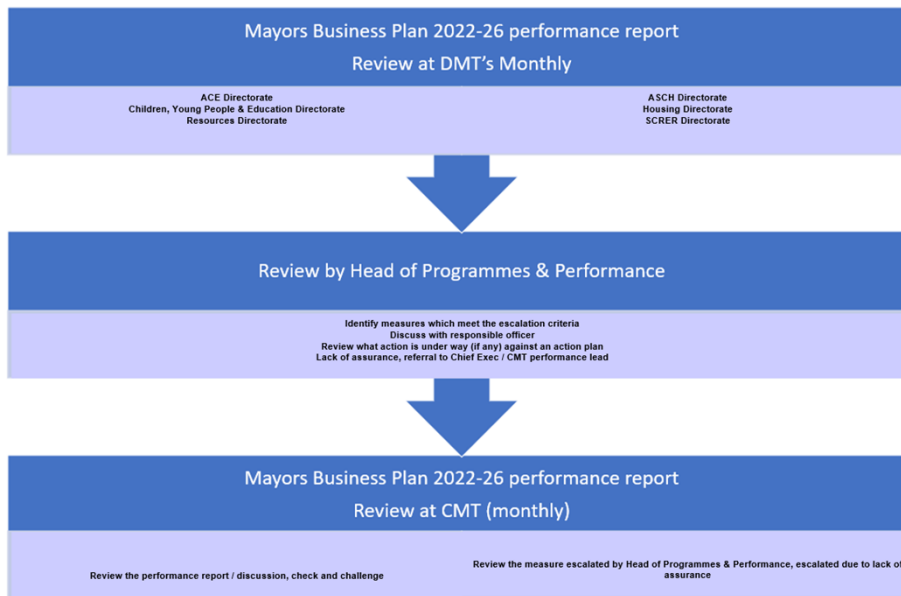 Mayors Business Plan 2022-26 performance report
Review at DMT's Monthly
ACE Directorate
Children, Young People & Education Directorate
Resources Directorate
ASCH Directorate
Housing Directorate
SCRER Directorate
Review by Head of Programmes & Performance
Identify measures which meet the escalation criteria
Discuss with responsible officer
Review what action is under way (if any) against an action plan
Lack of assurance, referral to Chief Exec / CMT performance lead
Mayors Business Plan 2022-26 performance report
Review at CMT (monthly)
Review the performance report / discussion, check and challenge
Review the measure escalated by Head of Programmes & Performance, escalated due to lack of
assurance